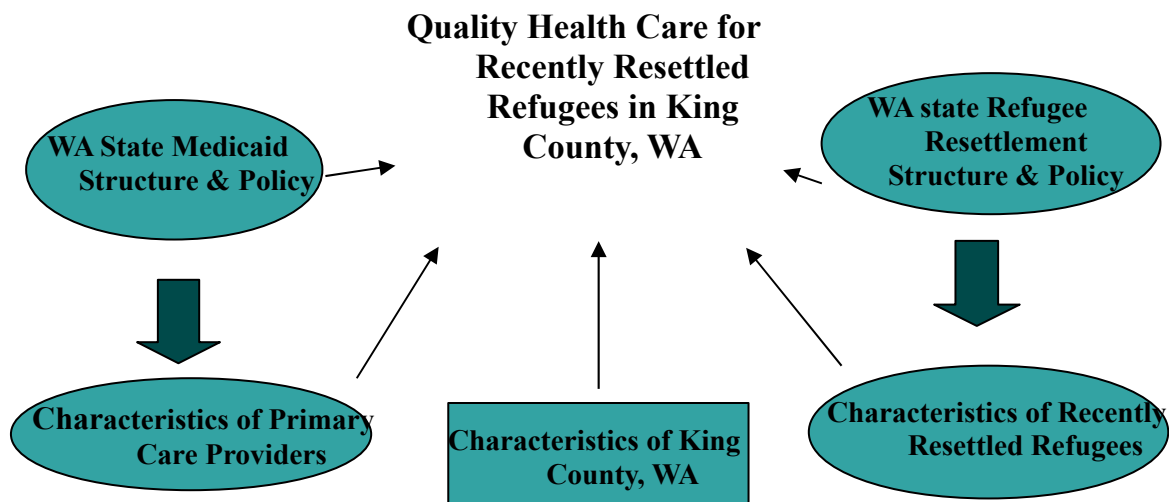 Quality Health Care for
Recently Resettled
Refugees in King
County, WA
WA State Medicaid
Structure & Policy
WA state Refugee
Resettlement
Structure & Policy
Characteristics of Primary
Care Providers
Characteristics of King
County, WA
Characteristics of Recently
Resettled Refugees